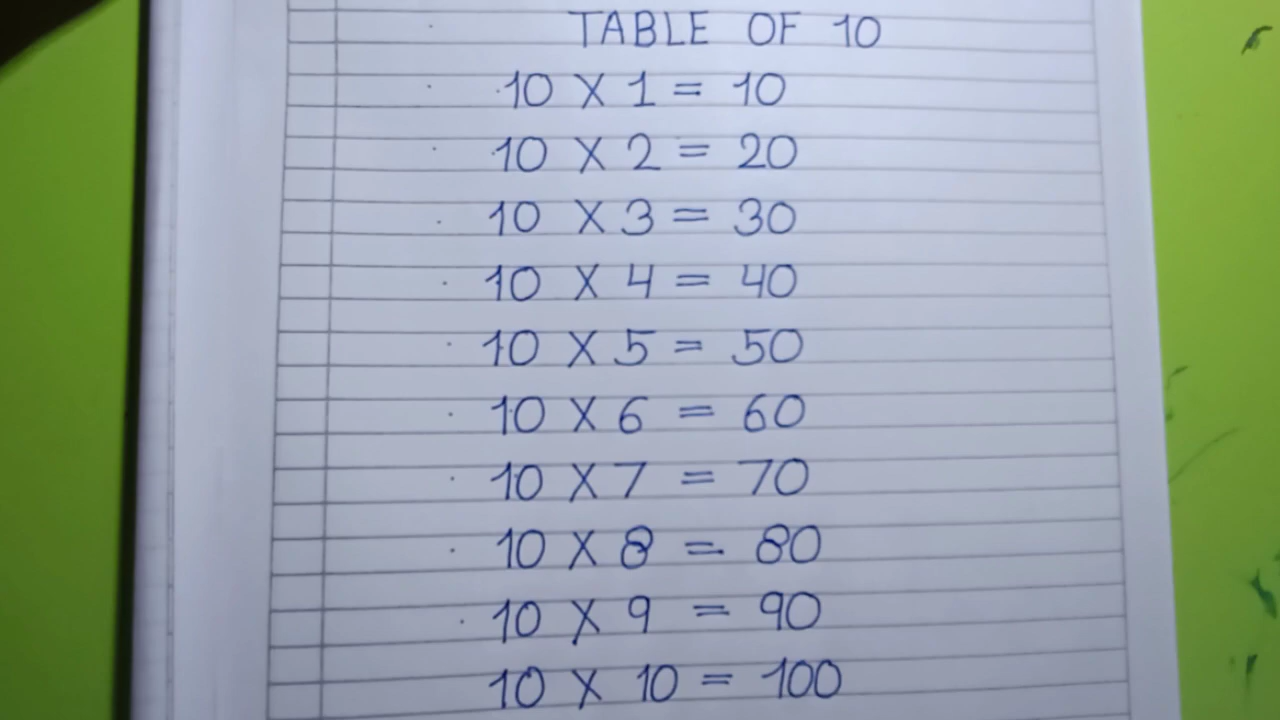 TABLE OF 10
10 X 1 = 10
10 X 2 = 20
10 X 3 = 30
10 X 4 = 40
10 X 5 = 50
10 X 6 = 60
10 X 7 = 70
10 X 8 = 80
10 X 9 = 90
10 X 10 = 100